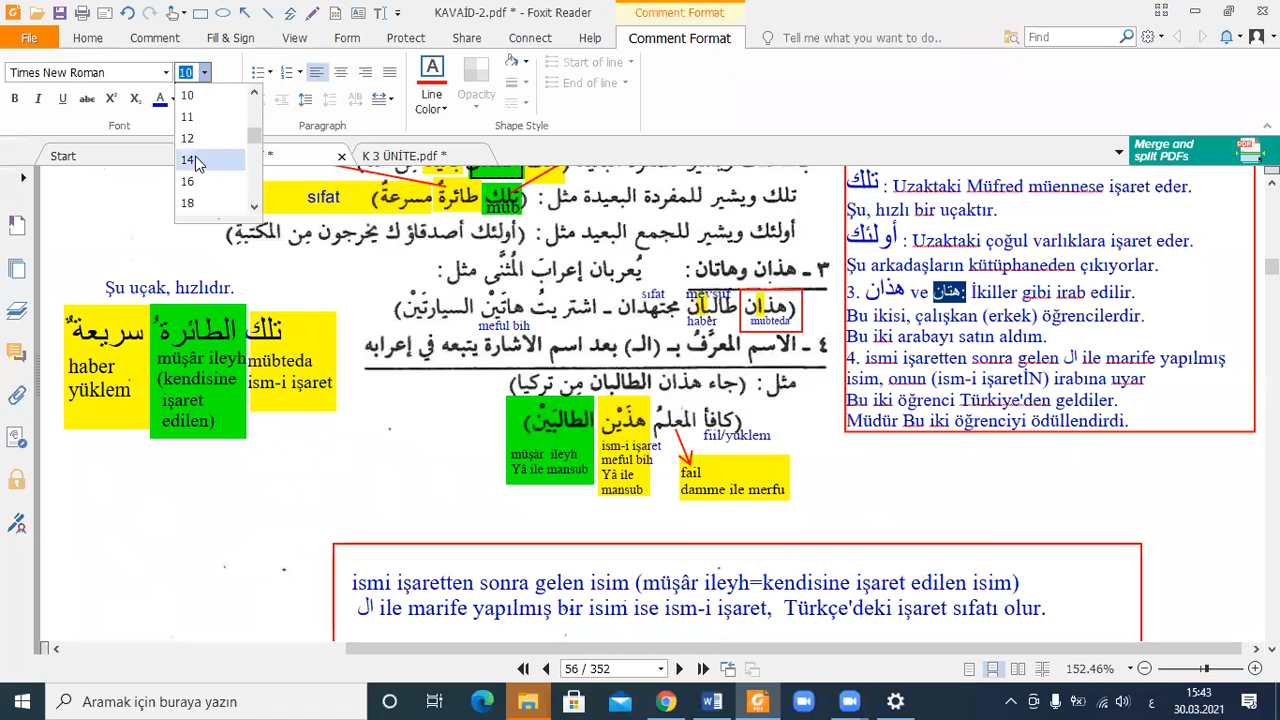 KAVAİD-2.pdf * - Foxit Reader
Comment Format
File
Home
Comment
Fill & Sign
View
Form
Protect
Share
Connect
Help
Comment Format
Tell me what you want to do..
Find
Times New Roman
10
Line Color
Opacity
Start of line
End of line
Font
Paragraph
Shape Style
10
11
12
14
16
18
Start
K 3 ÜNİTE.pdf *
Merge and split PDFs
تلك ويشير للمفردة البعيدة مثل: (تلك طائرةٌ مسرعةٌ)
sıfat
müb
أولئك ويشير للجمع البعيد مثل: (أولئك أصدقاؤ ك يخرجون مِن المكتبةِ)
٣ ـ هذان وهاتان: يُعربان إعرابَ المُثنَّى مثل:
sıfat
mevsuf
(هذان طالبان مجتهدان ـ اشتريتُ هاتَيْن السيارتَيْن)
meful bih
haber
mübteda
٤ ـ الاسم المعرَّفُ بـ (الـ) بعد اسم الاشارة يتبعه في إعرابه
مثل: (جاء هذان الطالبان مِن تركيا)
(كافأ المعلمُ هذَيْن الطالبَيْن)
fiil/yüklem
müşâr ileyh
Yâ ile mansub
ism-i işaret
meful bih
Yâ ile
mansub
fail
damme ile merfu
Şu uçak, hızlıdır.
تلك الطائرةُ سريعةٌ
haber
yüklem
müşâr ileyh
(kendisine
işaret
edilen)
mübteda
ism-i işaret
تلك : Uzaktaki Müfred müennese işaret eder.
Şu, hızlı bir uçaktır.
أولئك : Uzaktaki çoğul varlıklara işaret eder.
Şu arkadaşların kütüphaneden çıkıyorlar.
3. هذان ve هتان: İkiller gibi irab edilir.
Bu ikisi, çalışkan (erkek) öğrencilerdir.
Bu iki arabayı satın aldım.
4. ismi işaretten sonra gelen ال ile marife yapılmış
isim, onun (ism-i işaretİN) irabına uyar
Bu iki öğrenci Türkiye'den geldiler.
Müdür Bu iki öğrenciyi ödüllendirdi.
ismi işaretten sonra gelen isim (müşâr ileyh=kendisine işaret edilen isim)
ال ile marife yapılmış bir isim ise ism-i işaret, Türkçe'deki işaret sıfatı olur.
56 / 352
152.46%
Aramak için buraya yazın
15:43
30.03.2021